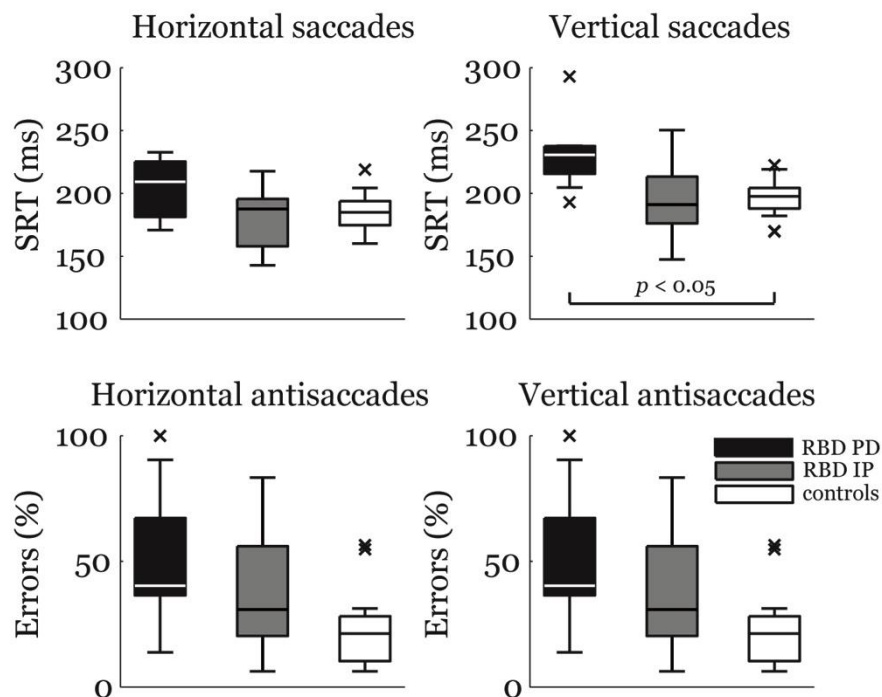 Horizontal saccades
300
250
200
150
100
SRT (ms)
Vertical saccades
300
250
200
150
100
SRT (ms)
p < 0.05
Horizontal antisaccades
100
50
0
Errors (%)
Vertical antisaccades
100
50
0
Errors (%)
RBD PD
RBD IP
controls